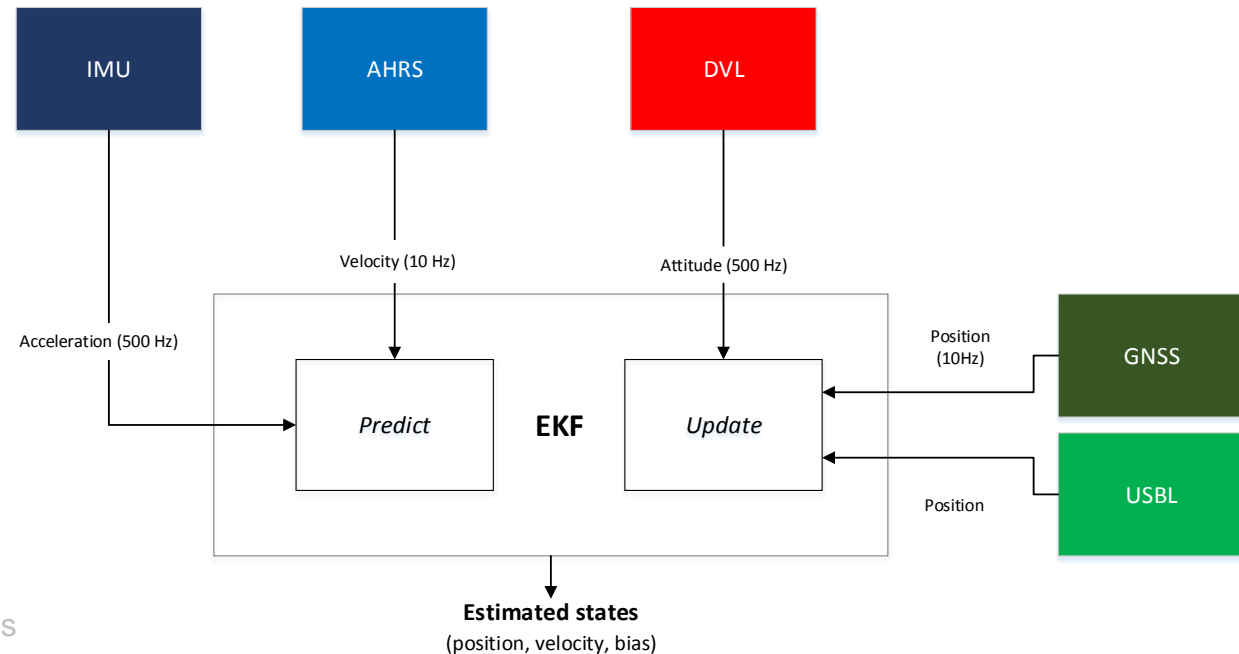 IMU
AHRS
DVL
Velocity (10 Hz)
Attitude (500 Hz)
Acceleration (500 Hz)
Position
(10Hz)
GNSS
Predict
EKF
Update
Position
USBL
Estimated states
(position, velocity, bias)
s